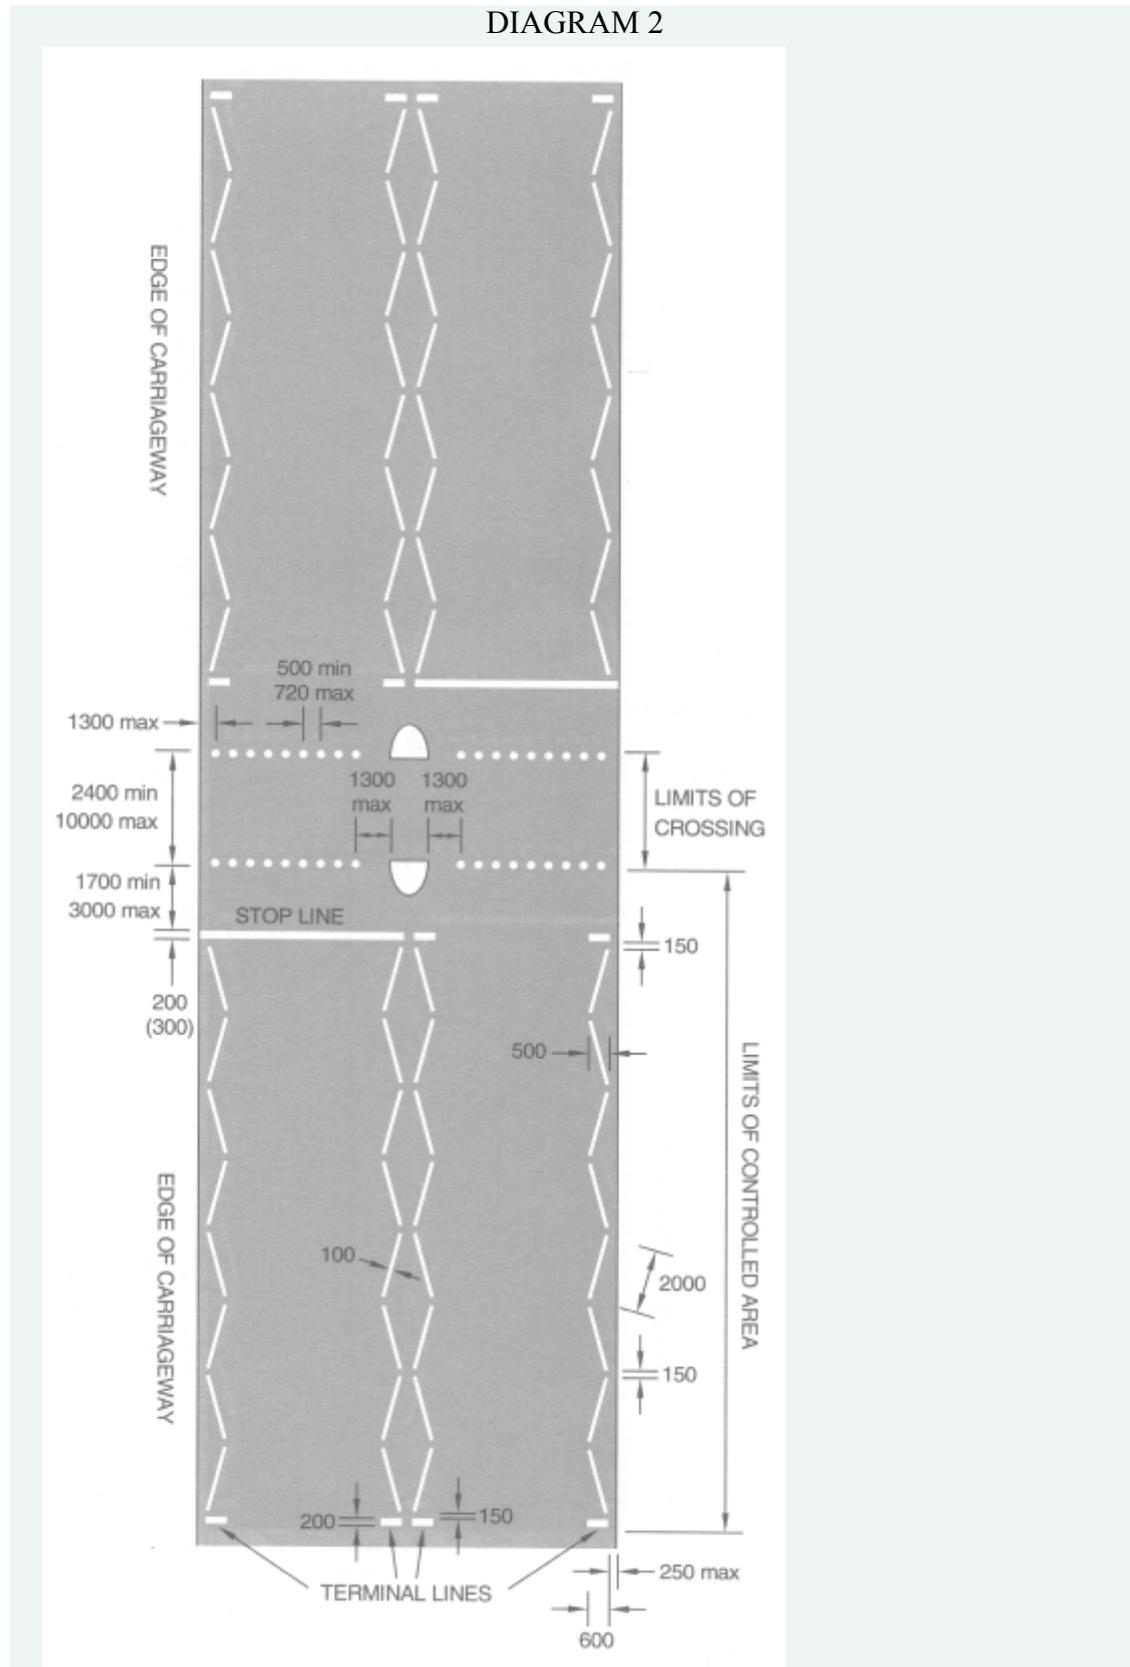 DIAGRAM 2
EDGE OF CARRIAGEWAY
500 min
720 max
1300 max
1300
max
1300
max
2400 min
10000 max
LIMITS OF
CROSSING
1700 min
3000 max
STOP LINE
150
200
(300)
500
LIMITS OF CONTROLLED AREA
EDGE OF CARRIAGEWAY
100
2000
150
200
150
250 max
TERMINAL LINES
600